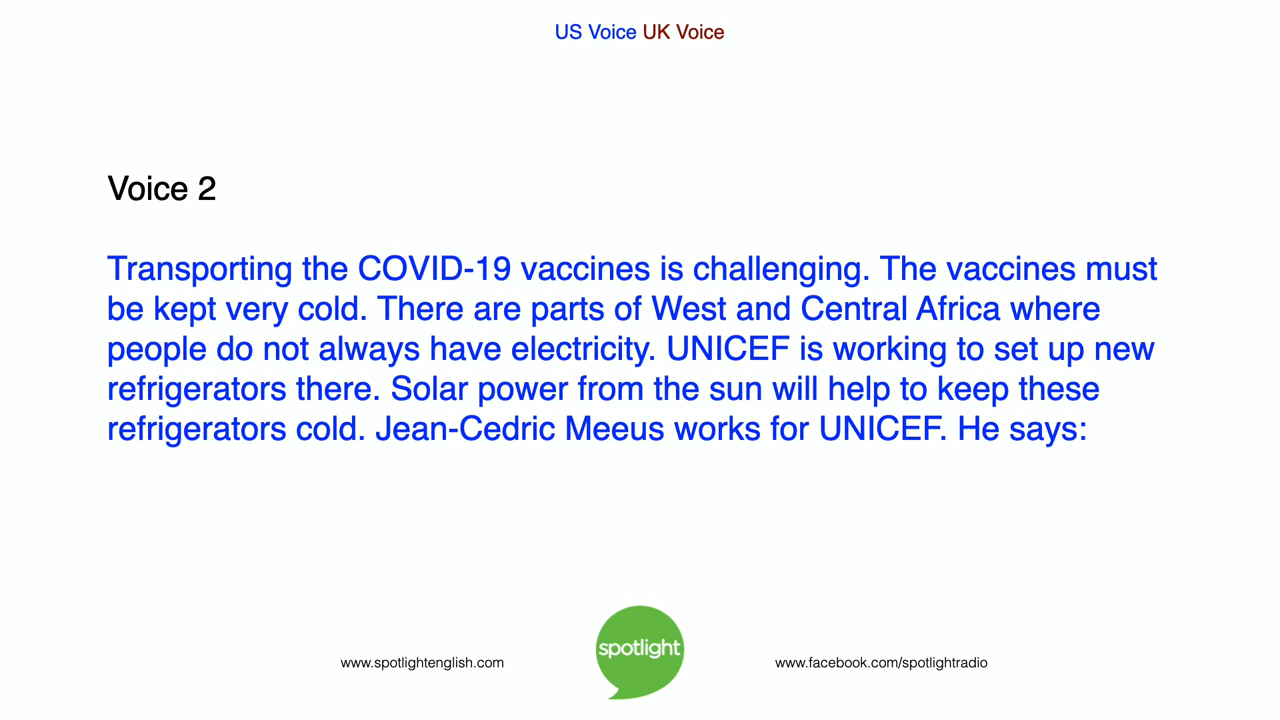 US Voice UK Voice
Voice 2
Transporting the COVID-19 vaccines is challenging. The vaccines must
be kept very cold. There are parts of West and Central Africa where
people do not always have electricity. UNICEF is working to set up new
refrigerators there. Solar power from the sun will help to keep these
refrigerators cold. Jean-Cedric Meeus works for UNICEF. He says:
www.spotlightenglish.com
spotlight
www.facebook.com/spotlightradio